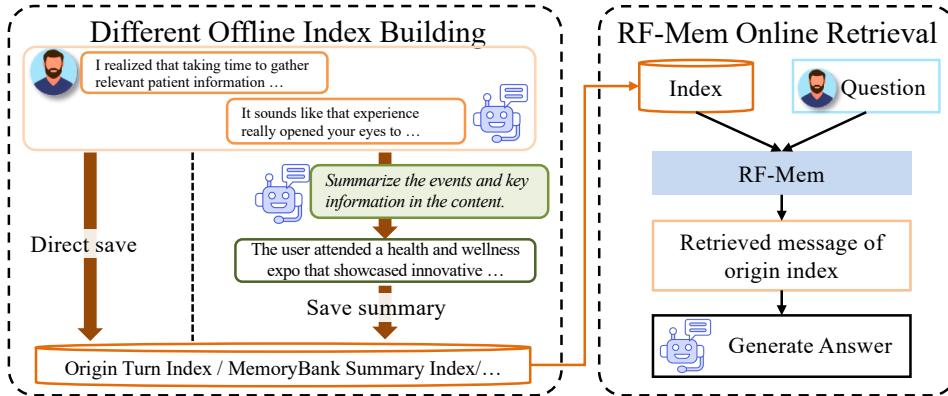 Different Offline Index Building
I realized that taking time to gather
relevant patient information …
It sounds like that experience
really opened your eyes to …
Summarize the events and key
information in the content.
Direct save
The user attended a health and wellness
expo that showcased innovative …
Save summary
Origin Turn Index / MemoryBank Summary Index/…
RF-Mem Online Retrieval
Index
Question
RF-Mem
Retrieved message of
origin index
Generate Answer